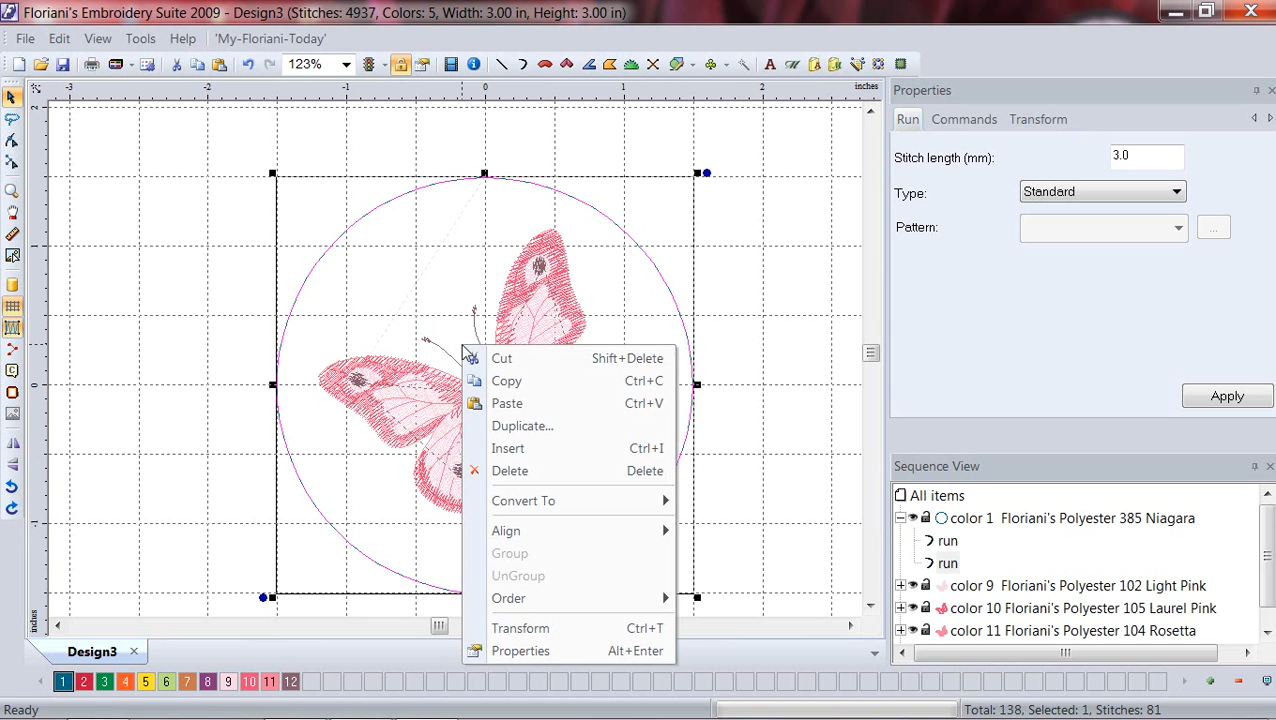 Floriani's Embroidery Suite 2009 - Design3 (Stitches: 4937, Colors: 5, Width: 3.00 in, Height: 3.00 in)
File Edit View Tools Help 'My-Floriani-Today'
123%
-3 -1 0 1 2 inches
2
1
0
-1
inches
Cut Shift+Delete
Copy Ctrl+C
Paste Ctrl+V
Duplicate...
Insert Ctrl+I
Delete Delete
Convert To
Align
Group
UnGroup
Order
Transform Ctrl+T
Properties Alt+Enter
Properties
Run Commands Transform
Stitch length (mm): 3.0
Type: Standard
Pattern: ...
Apply
Sequence View
All items
color 1 Floriani's Polyester 385 Niagara
run
run
color 9 Floriani's Polyester 102 Light Pink
color 10 Floriani's Polyester 105 Laurel Pink
color 11 Floriani's Polyester 104 Rosetta
Design3
1 2 3 4 5 6 7 8 9 10 11 12
Ready
Total: 138, Selected: 1, Stitches: 81